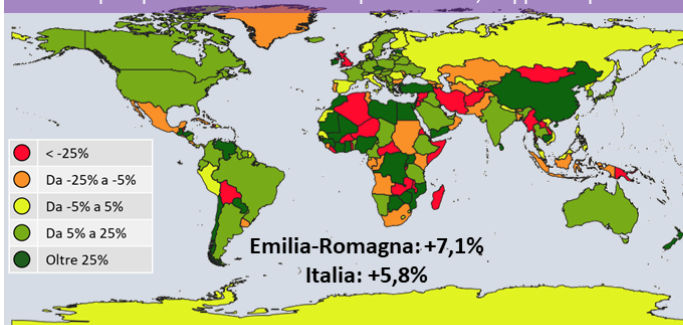 < -25%
Da -25% a -5%
Da -5% a 5%
Da 5% a 25%
Oltre 25%
Emilia-Romagna: +7,1%
Italia: +5,8%